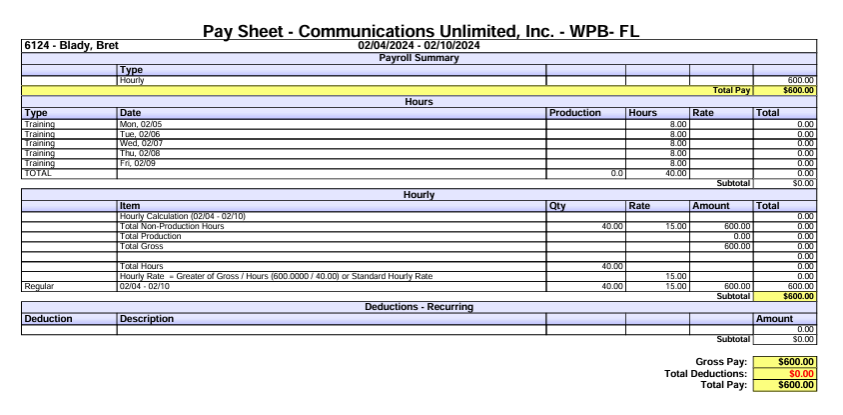 Pay Sheet - Communications Unlimited, Inc. - WPB- FL
6124 - Blady, Bret 02/04/2024 - 02/10/2024
Payroll Summary
Type
Hourly 600.00
Total Pay $600.00
Hours
Type Date Production Hours Rate Total
Training Mon, 02/05 8.00 0.00
Training Tue, 02/06 8.00 0.00
Training Wed, 02/07 8.00 0.00
Training Thu, 02/08 8.00 0.00
Training Fri, 02/09 8.00 0.00
TOTAL 0.0 40.00 0.00
Subtotal $0.00
Hourly
Item Qty Rate Amount Total
Hourly Calculation (02/04 - 02/10) 0.00
Total Non-Production Hours 40.00 15.00 600.00 0.00
Total Production 0.00 0.00
Total Gross 600.00 0.00
0.00
Total Hours 40.00 0.00
Hourly Rate = Greater of Gross / Hours (600.0000 / 40.00) or Standard Hourly Rate 15.00 0.00
Regular 02/04 - 02/10 40.00 15.00 600.00 600.00
Subtotal $600.00
Deductions - Recurring
Deduction Description Amount
0.00
Subtotal $0.00
Gross Pay: $600.00
Total Deductions: $0.00
Total Pay: $600.00